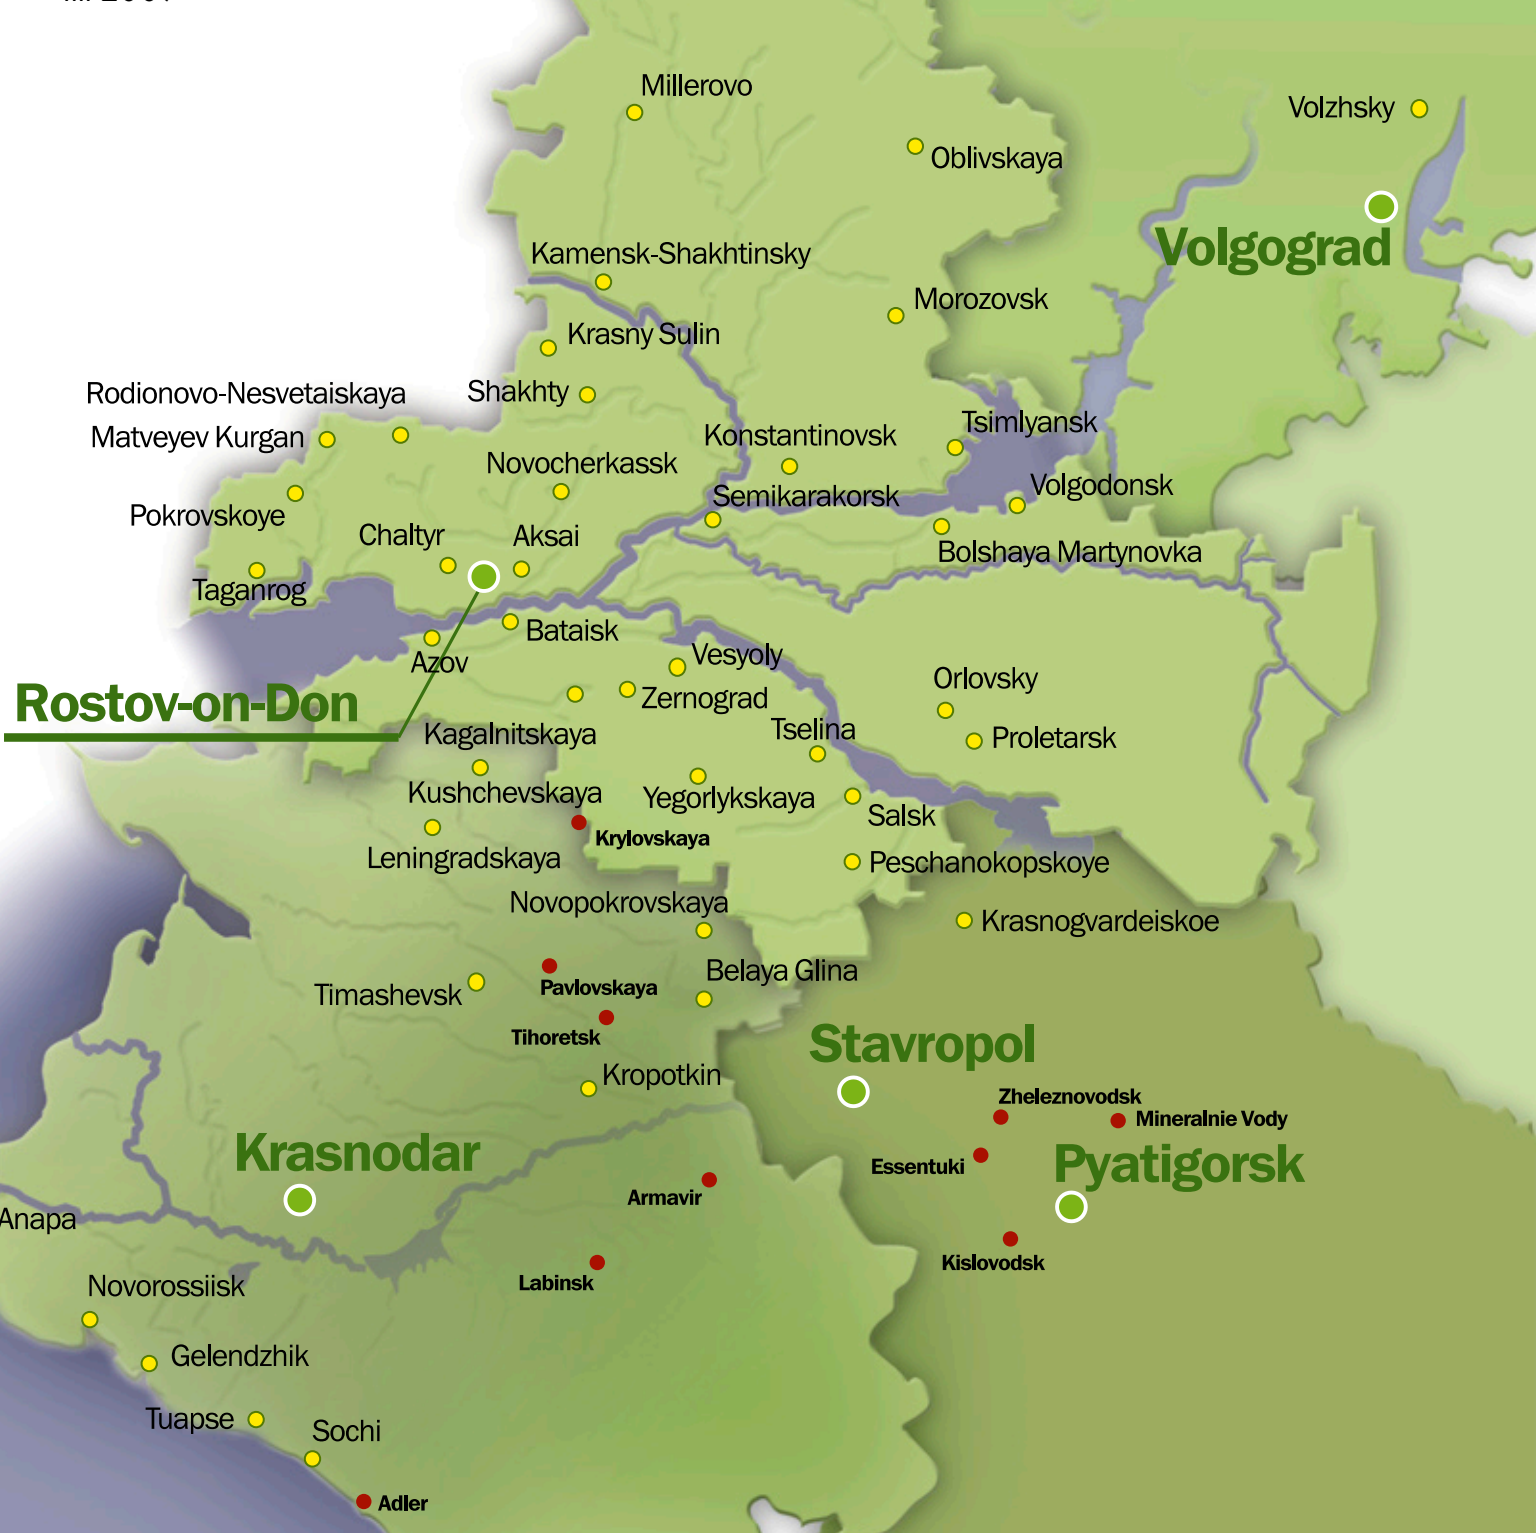 Millerovo
Volzhsky
Oblivskaya
Volgograd
Kamensk-Shakhtinsky
Morozovsk
Krasny Sulin
Rodionovo-Nesvetaiskaya
Shakhty
Matveyev Kurgan
Konstantinovsk
Tsimlyansk
Novocherkassk
Semikarakorsk
Volgodonsk
Pokrovskoye
Chaltyr
Aksai
Bolshaya Martynovka
Taganrog
Bataisk
Azov
Vesyoly
Orlovsky
Rostov-on-Don
Zernograd
Kagalnitskaya
Tselina
Proletarsk
Kushchevskaya
Yegorlykskaya
Salsk
Krylovskaya
Leningradskaya
Peschanokopskoye
Novopokrovskaya
Krasnogvardeiskoe
Belaya Glina
Timashevsk
Pavlovskaya
Tihoretsk
Stavropol
Kropotkin
Zheleznovodsk
Mineralnie Vody
Krasnodar
Essentuki
Pyatigorsk
Armavir
Anapa
Kislovodsk
Labinsk
Novorossiisk
Gelendzhik
Tuapse
Sochi
Adler